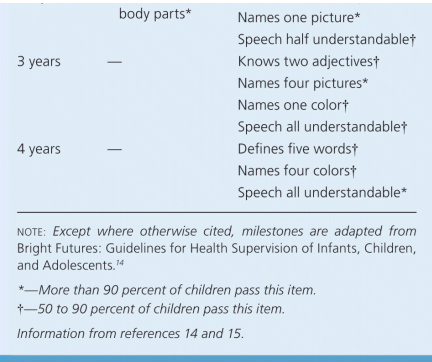 body parts* Names one picture*
Speech half understandable†
3 years — Knows two adjectives†
Names four pictures*
Names one color†
Speech all understandable†
4 years — Defines five words†
Names four colors†
Speech all understandable*
NOTE: Except where otherwise cited, milestones are adapted from
Bright Futures: Guidelines for Health Supervision of Infants, Children,
and Adolescents.14
*—More than 90 percent of children pass this item.
†—50 to 90 percent of children pass this item.
Information from references 14 and 15.